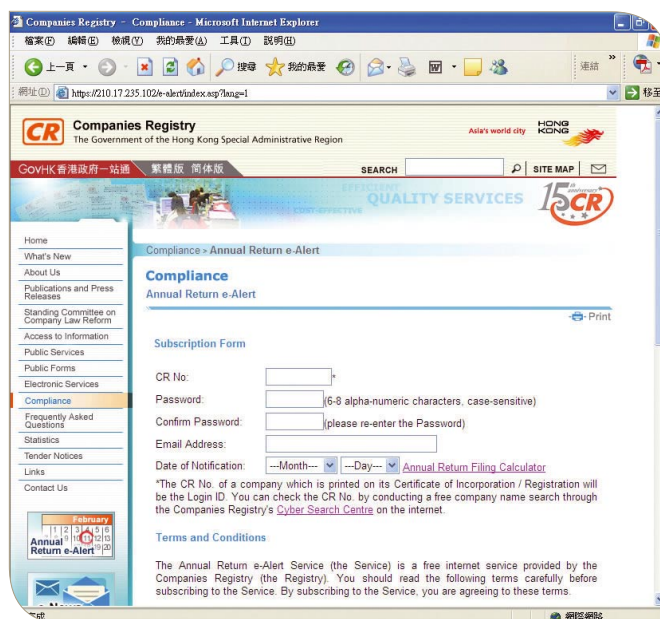 Companies Registry - Compliance - Microsoft Internet Explorer
檔案(F) 編輯(E) 檢視(V) 我的最愛(A) 工具(T) 說明(H)
上一頁 搜尋 我的最愛 連結 »
網址(D) https://210.17.235.102/e-alert/index.asp?lang=1 移至
CR Companies Registry
The Government of the Hong Kong Special Administrative Region
Asia's world city HONG KONG
GovHK 香港政府一站通 繁體版 简体版 SEARCH SITE MAP
EFFICIENT
QUALITY SERVICES
15 CR
Home
What's New
About Us
Publications and Press
Releases
Standing Committee on
Company Law Reform
Access to Information
Public Services
Public Forms
Electronic Services
Compliance
Frequently Asked
Questions
Statistics
Tender Notices
Links
Contact Us
February
Annual
Return e-Alert
Compliance > Annual Return e-Alert
Compliance
Annual Return e-Alert
Print
Subscription Form
CR No: *
Password: (6-8 alpha-numeric characters, case-sensitive)
Confirm Password: (please re-enter the Password)
Email Address:
Date of Notification: ---Month--- ---Day--- Annual Return Filing Calculator
*The CR No. of a company which is printed on its Certificate of Incorporation / Registration will
be the Login ID. You can check the CR No. by conducting a free company name search through
the Companies Registry's Cyber Search Centre on the internet.
Terms and Conditions
The Annual Return e-Alert Service (the Service) is a free internet service provided by the
Companies Registry (the Registry). You should read the following terms carefully before
subscribing to the Service. By subscribing to the Service, you are agreeing to these terms.
網際網路